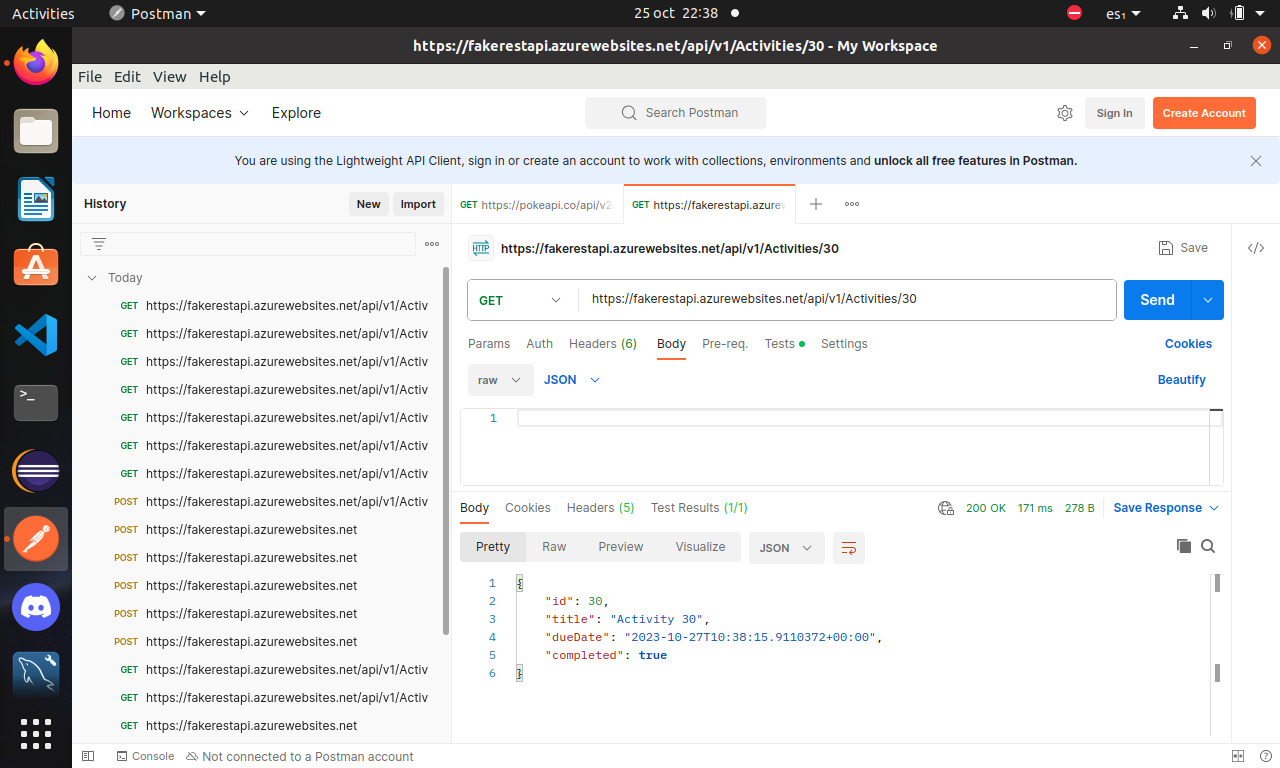 Activities Postman 25 oct 22:38 es₁
https://fakerestapi.azurewebsites.net/api/v1/Activities/30 - My Workspace
File Edit View Help
Home Workspaces Explore Search Postman Sign In Create Account
You are using the Lightweight API Client, sign in or create an account to work with collections, environments and unlock all free features in Postman.
History New Import
GET https://pokeapi.co/api/v2 GET https://fakerestapi.azurew
Today
GET https://fakerestapi.azurewebsites.net/api/v1/Activ
GET https://fakerestapi.azurewebsites.net/api/v1/Activ
GET https://fakerestapi.azurewebsites.net/api/v1/Activ
GET https://fakerestapi.azurewebsites.net/api/v1/Activ
GET https://fakerestapi.azurewebsites.net/api/v1/Activ
GET https://fakerestapi.azurewebsites.net/api/v1/Activ
GET https://fakerestapi.azurewebsites.net/api/v1/Activ
POST https://fakerestapi.azurewebsites.net/api/v1/Activ
POST https://fakerestapi.azurewebsites.net
POST https://fakerestapi.azurewebsites.net
POST https://fakerestapi.azurewebsites.net
POST https://fakerestapi.azurewebsites.net
POST https://fakerestapi.azurewebsites.net
GET https://fakerestapi.azurewebsites.net/api/v1/Activ
GET https://fakerestapi.azurewebsites.net/api/v1/Activ
GET https://fakerestapi.azurewebsites.net
HTTP https://fakerestapi.azurewebsites.net/api/v1/Activities/30 Save
GET https://fakerestapi.azurewebsites.net/api/v1/Activities/30 Send
Params Auth Headers (6) Body Pre-req. Tests Settings Cookies
raw JSON Beautify
1
Body Cookies Headers (5) Test Results (1/1) 200 OK 171 ms 278 B Save Response
Pretty Raw Preview Visualize JSON
1 {
2 "id": 30,
3 "title": "Activity 30",
4 "dueDate": "2023-10-27T10:38:15.9110372+00:00",
5 "completed": true
6 }
Console Not connected to a Postman account